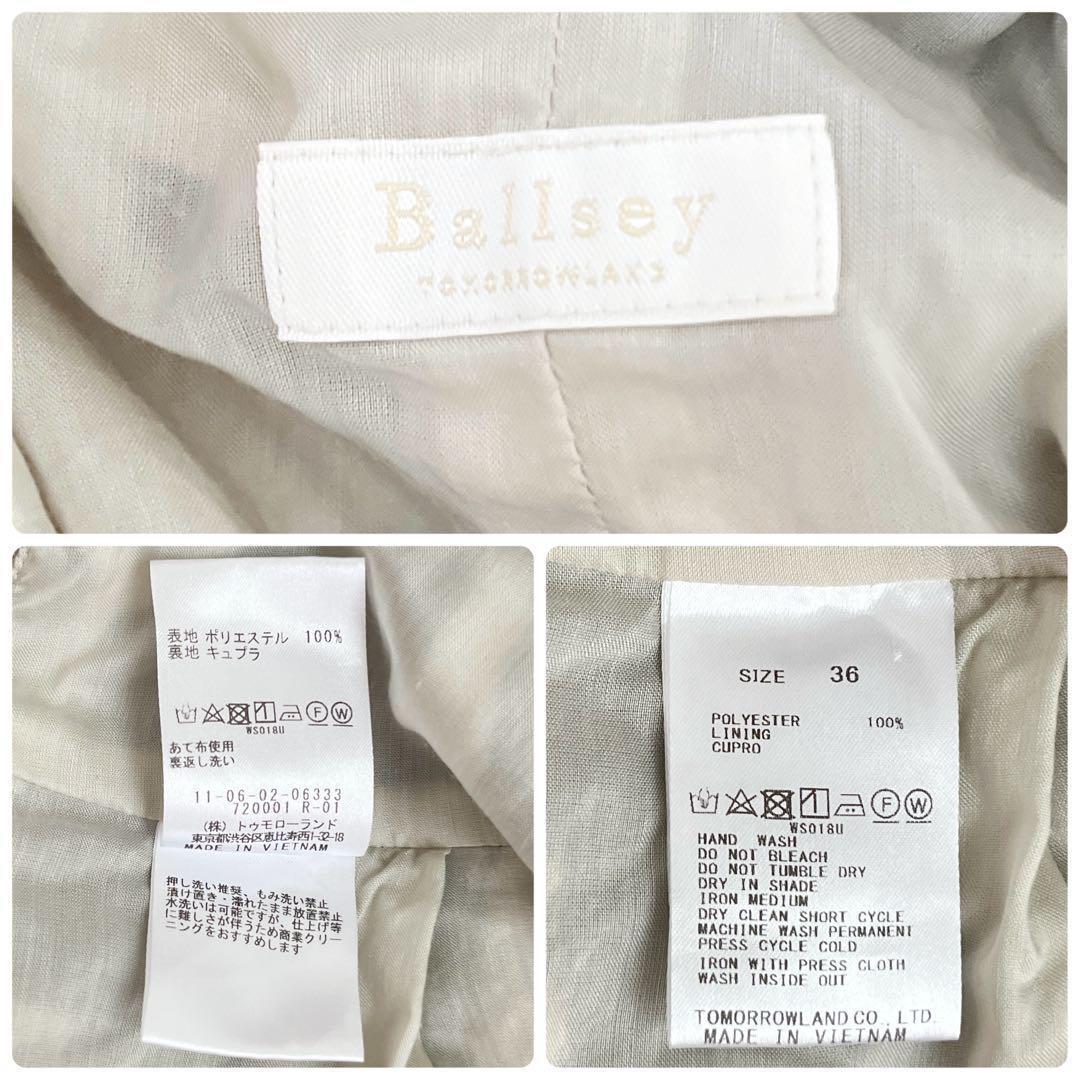 Ballsey
TOMORROWLAND
表地 ポリエステル 100%
裏地 キュプラ
F W
WS018U
あて布使用
裏返し洗い
11-06-02-06333
720001 R-01
(株) トゥモローランド
東京都渋谷区恵比寿西1-32-18
MADE IN VIETNAM
押し洗い推奨、もみ洗い禁止
漬け置き・濡れたまま放置禁止
水洗いは可能ですが、仕上げ等
に難しさが伴うため商業クリー
ニングをおすすめします
SIZE 36
POLYESTER 100%
LINING
CUPRO
F W
WS018U
HAND WASH
DO NOT BLEACH
DO NOT TUMBLE DRY
DRY IN SHADE
IRON MEDIUM
DRY CLEAN SHORT CYCLE
MACHINE WASH PERMANENT
PRESS CYCLE COLD
IRON WITH PRESS CLOTH
WASH INSIDE OUT
TOMORROWLAND CO., LTD.
MADE IN VIETNAM